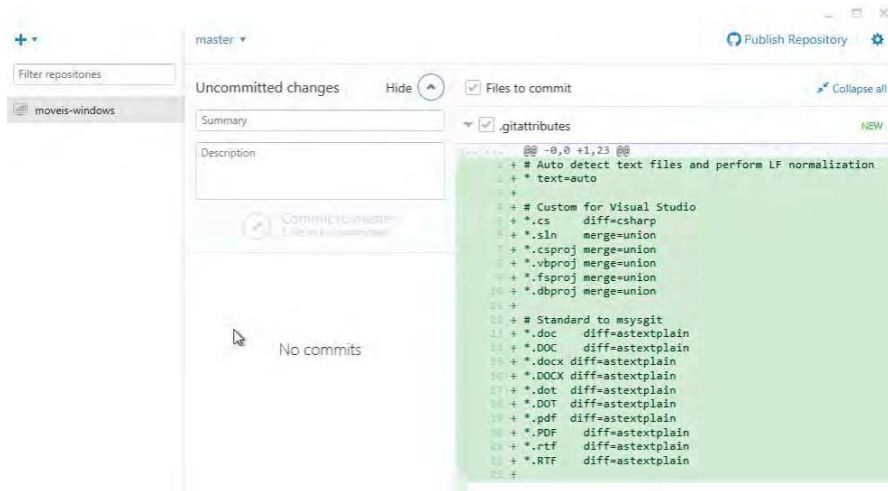 master
Publish Repository
Filter repositories
moveis-windows
Uncommitted changes
Hide
Summary
Description
Commit to master
No commits
Files to commit
Collapse all
.gitattributes
NEW
@@ -0,0 +1,23 @@
+ # Auto detect text files and perform LF normalization
+ * text=auto
+
+ # Custom for Visual Studio
+ *.cs diff=csharp
+ *.sln merge=union
+ *.csproj merge=union
+ *.vbproj merge=union
+ *.fsproj merge=union
+ *.dbproj merge=union
+
+ # Standard to msysgit
+ *.doc diff=astextplain
+ *.DOC diff=astextplain
+ *.docx diff=astextplain
+ *.DOCX diff=astextplain
+ *.dot diff=astextplain
+ *.DOT diff=astextplain
+ *.pdf diff=astextplain
+ *.PDF diff=astextplain
+ *.rtf diff=astextplain
+ *.RTF diff=astextplain
+